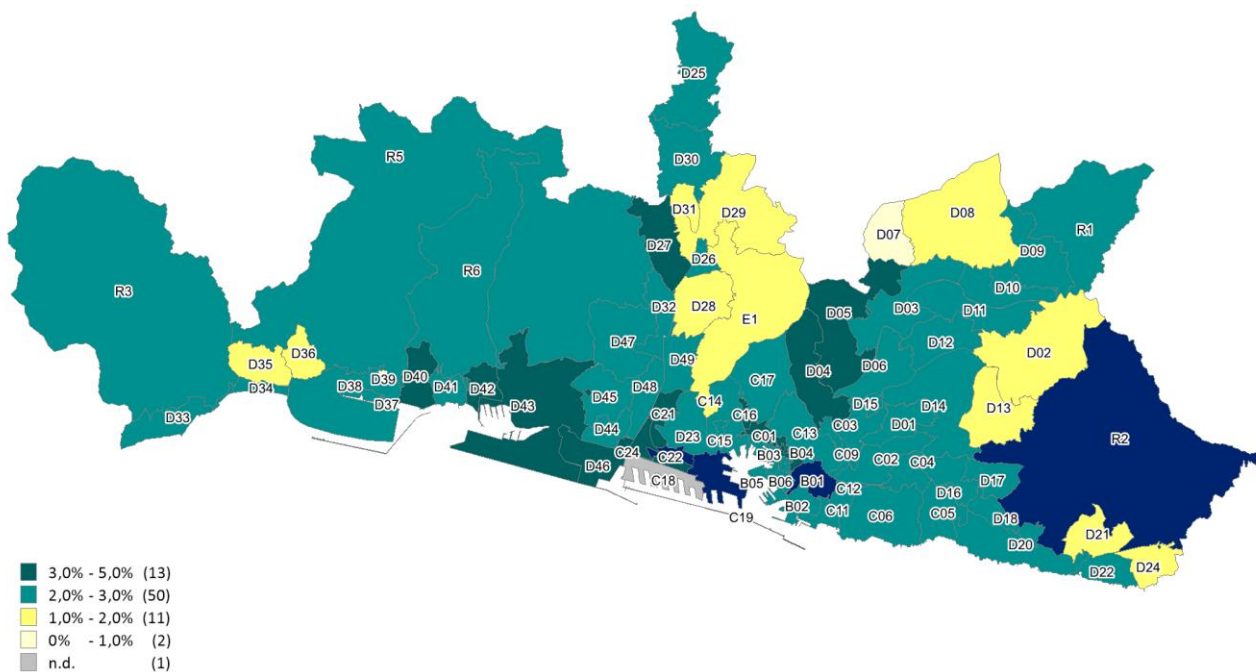 D25
R5
D30
D31
D29
D08
D07
R1
D27
D09
D26
R6
D10
R3
D32
D28
E1
D05
D03
D11
D47
D12
D02
D49
D06
D36
D35
D04
D39
D40
D41
D42
C17
D34
D38
D48
D45
C14
D37
D43
D15
D14
D13
C21
C16
D33
D01
C03
D44
D23
C15
C01
C13
R2
C24
C22
B03
B04
C09
C02
C04
D46
C18
B05
B06
B01
D17
C12
D16
B02
C11
C06
C05
D18
C19
D21
D20
D22
D24
3,0% - 5,0% (13)
2,0% - 3,0% (50)
1,0% - 2,0% (11)
0% - 1,0% (2)
n.d. (1)